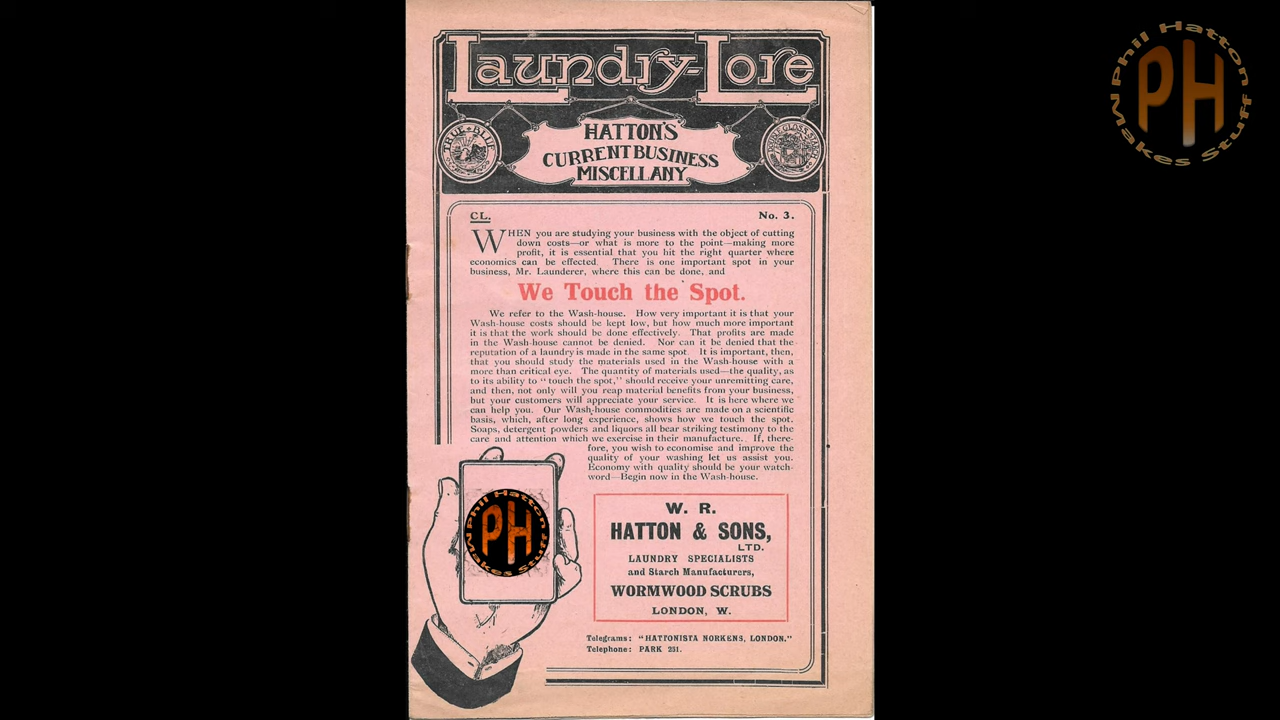 Laundry-Lore
HATTON'S
CURRENT BUSINESS
MISCELLANY
TRUE BLUE
CL. No. 3.
WHEN you are studying your business with the object of cutting
down costs—or what is more to the point—making more
profit, it is essential that you hit the right quarter where
economics can be effected. There is one important spot in your
business, Mr. Launderer, where this can be done, and
We Touch the Spot.
We refer to the Wash-house. How very important it is that your
Wash-house costs should be kept low, but how much more important
it is that the work should be done effectively. That profits are made
in the Wash-house cannot be denied. Nor can it be denied that the
reputation of a laundry is made in the same spot. It is important, then,
that you should study the materials used in the Wash-house with a
more than critical eye. The quantity of materials used—the quality, as
to its ability to "touch the spot," should receive your unremitting care,
and then, not only will you reap material benefits from your business,
but your customers will appreciate your service. It is here where we
can help you. Our Wash-house commodities are made on a scientific
basis, which, after long experience, shows how we touch the spot.
Soaps, detergent powders and liquors all bear striking testimony to the
care and attention which we exercise in their manufacture. If, there-
fore, you wish to economise and improve the
quality of your washing let us assist you.
Economy with quality should be your watch-
word—Begin now in the Wash-house.
Phil Hatton
PH
Makes Stuff
W. R.
HATTON & SONS,
LTD.
LAUNDRY SPECIALISTS
and Starch Manufacturers,
WORMWOOD SCRUBS
LONDON, W.
Telegrams: "HATTONISTA NORKENS, LONDON."
Telephone: PARK 231.
Phil Hatton
PH
Makes Stuff